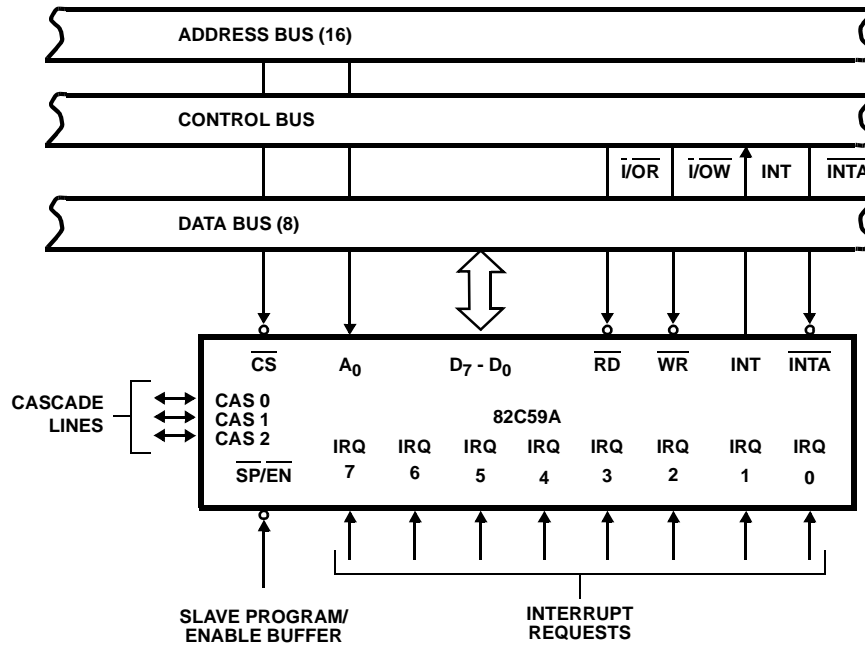 ADDRESS BUS (16)
CONTROL BUS
I/OR I/OW INT INTA
DATA BUS (8)
CS A0 D7 - D0 RD WR INT INTA
CASCADE LINES
CAS 0
CAS 1
CAS 2
82C59A
IRQ IRQ IRQ IRQ IRQ IRQ IRQ IRQ
SP/EN 7 6 5 4 3 2 1 0
SLAVE PROGRAM/
ENABLE BUFFER
INTERRUPT
REQUESTS